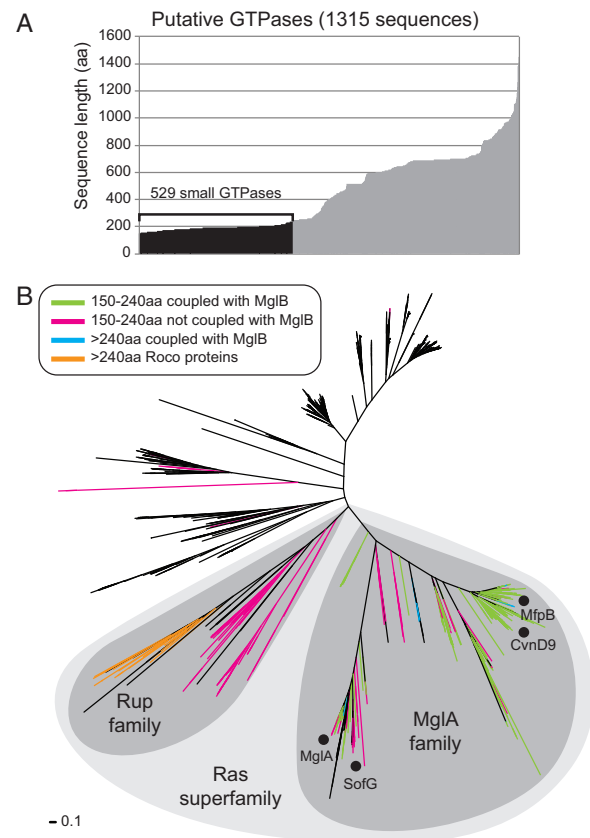 A
Putative GTPases (1315 sequences)
Sequence length (aa)
1600
1400
1200
1000
800
600
400
200
0
529 small GTPases
B
150-240aa coupled with MglB
150-240aa not coupled with MglB
>240aa coupled with MglB
>240aa Roco proteins
MfpB
CvnD9
Rup
family
MglA
family
MglA
SofG
Ras
superfamily
0.1